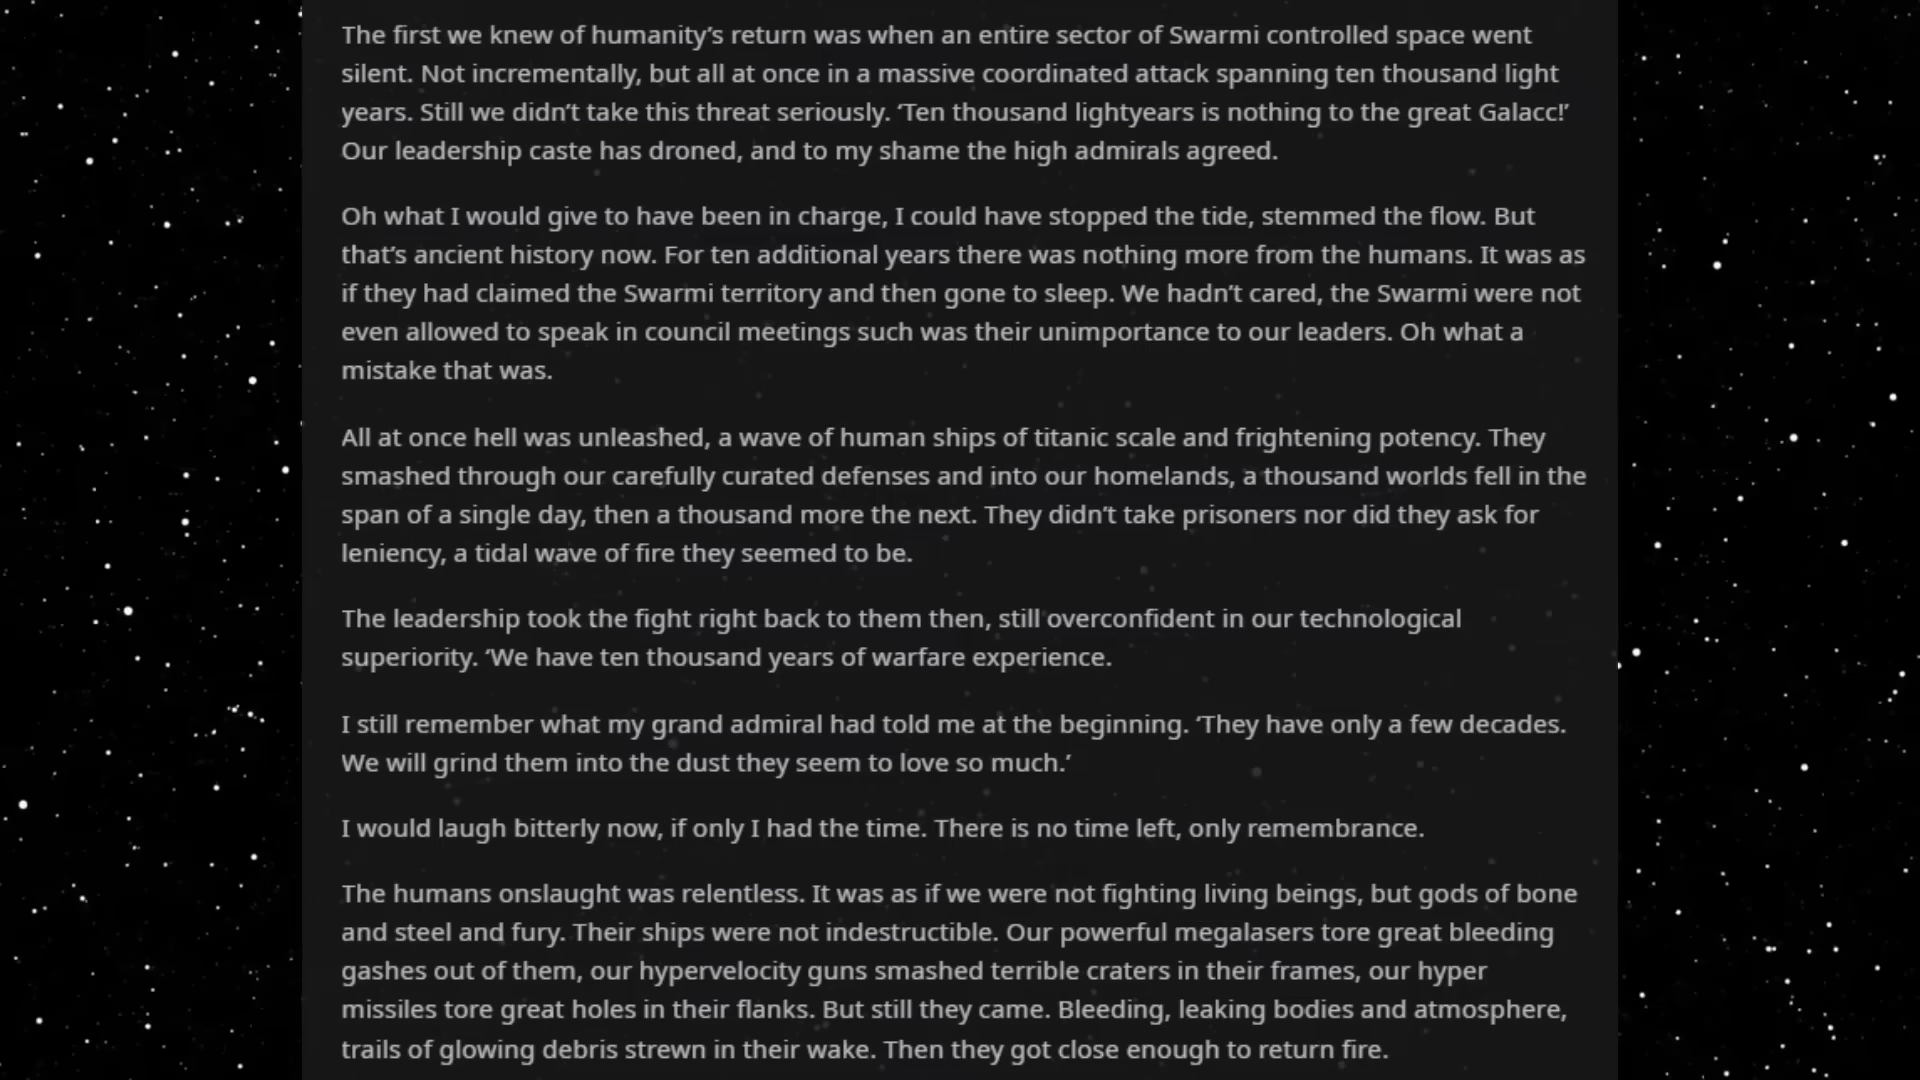 The first we knew of humanity’s return was when an entire sector of Swarmi controlled space went
silent. Not incrementally, but all at once in a massive coordinated attack spanning ten thousand light
years. Still we didn’t take this threat seriously. ‘Ten thousand lightyears is nothing to the great Galacc!’
Our leadership caste has droned, and to my shame the high admirals agreed.
Oh what I would give to have been in charge, I could have stopped the tide, stemmed the flow. But
that’s ancient history now. For ten additional years there was nothing more from the humans. It was as
if they had claimed the Swarmi territory and then gone to sleep. We hadn’t cared, the Swarmi were not
even allowed to speak in council meetings such was their unimportance to our leaders. Oh what a
mistake that was.
All at once hell was unleashed, a wave of human ships of titanic scale and frightening potency. They
smashed through our carefully curated defenses and into our homelands, a thousand worlds fell in the
span of a single day, then a thousand more the next. They didn’t take prisoners nor did they ask for
leniency, a tidal wave of fire they seemed to be.
The leadership took the fight right back to them then, still overconfident in our technological
superiority. ‘We have ten thousand years of warfare experience.
I still remember what my grand admiral had told me at the beginning. ‘They have only a few decades.
We will grind them into the dust they seem to love so much.’
I would laugh bitterly now, if only I had the time. There is no time left, only remembrance.
The humans onslaught was relentless. It was as if we were not fighting living beings, but gods of bone
and steel and fury. Their ships were not indestructible. Our powerful megalasers tore great bleeding
gashes out of them, our hypervelocity guns smashed terrible craters in their frames, our hyper
missiles tore great holes in their flanks. But still they came. Bleeding, leaking bodies and atmosphere,
trails of glowing debris strewn in their wake. Then they got close enough to return fire.